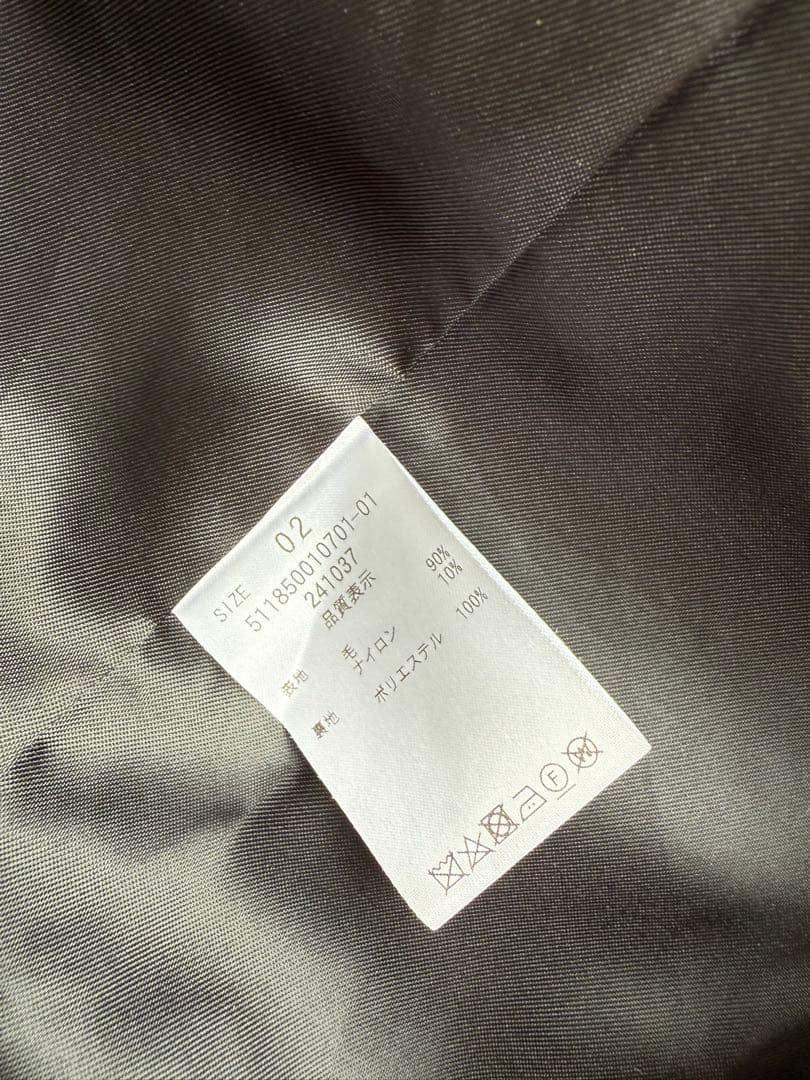 SIZE 02
511850010701-01
241037
品質表示
表地 毛 90%
ナイロン 10%
裏地 ポリエステル 100%
F W